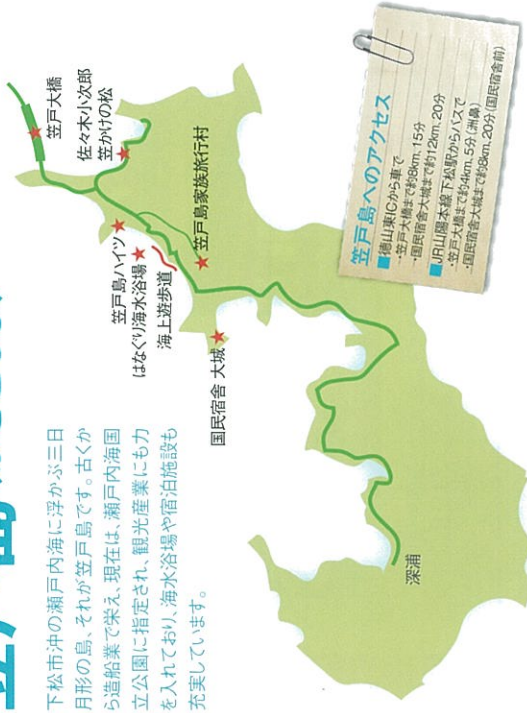 笠戸島
下松市沖の瀬戸内海に浮かぶ三日
月形の島、それが笠戸島です。古くか
ら造船業で栄え、現在は、瀬戸内海国
立公園に指定され、観光産業にも力
を入れており、海水浴場や宿泊施設も
充実しています。
笠戸大橋
佐々木小次郎
笠かけの松
笠戸島ハイツ
はなぐり海水浴場
海上遊歩道
笠戸島家族旅行村
国民宿舎 大城
深浦
笠戸島へのアクセス
■徳山東ICから車で
・笠戸大橋まで約8km、15分
・国民宿舎大城まで約12km、20分
■JR山陽本線下松駅からバスで
・笠戸大橋まで約4km、5分(洲鼻)
・国民宿舎大城まで約8km、20分(国民宿舎前)